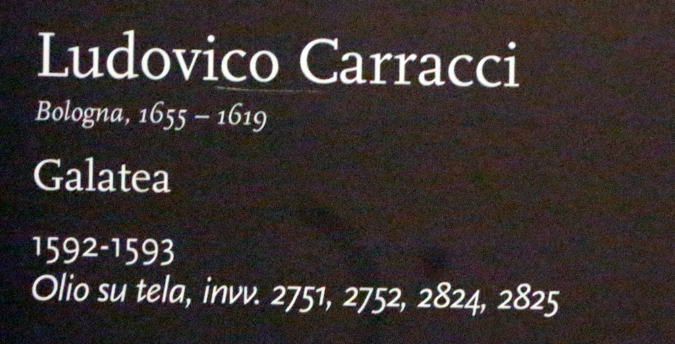 Ludovico Carracci
Bologna, 1655 – 1619
Galatea
1592-1593
Olio su tela, invv. 2751, 2752, 2824, 2825